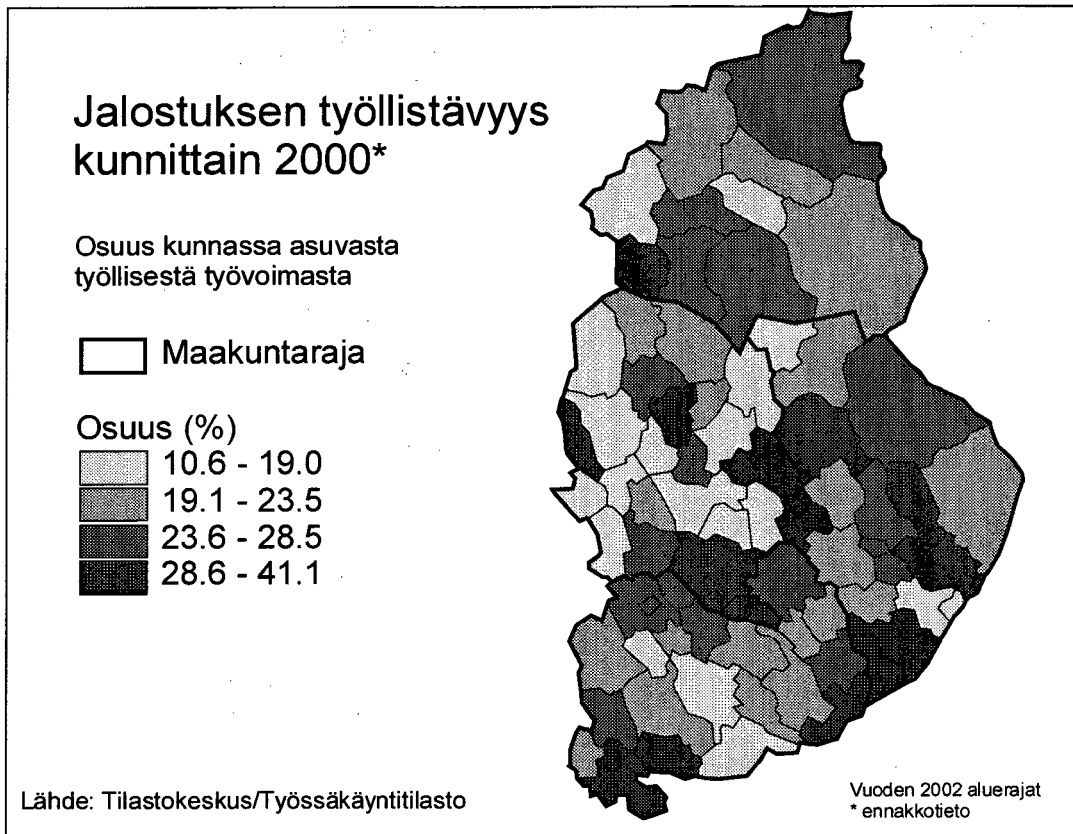 Jalostuksen työllistävyys
kunnittain 2000*
Osuus kunnassa asuvasta
työllisestä työvoimasta
Maakuntaraja
Osuus (%)
10.6 - 19.0
19.1 - 23.5
23.6 - 28.5
28.6 - 41.1
Lähde: Tilastokeskus/Työssäkäyntitilasto
Vuoden 2002 aluerajat
* ennakkotieto